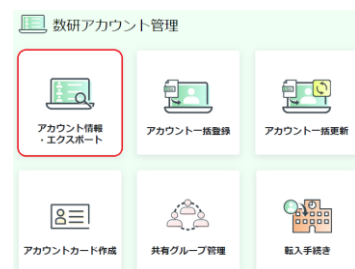 数研アカウント管理
アカウント情報
・エクスポート
アカウント一括登録
アカウント一括更新
アカウントカード作成
共有グループ管理
転入手続き